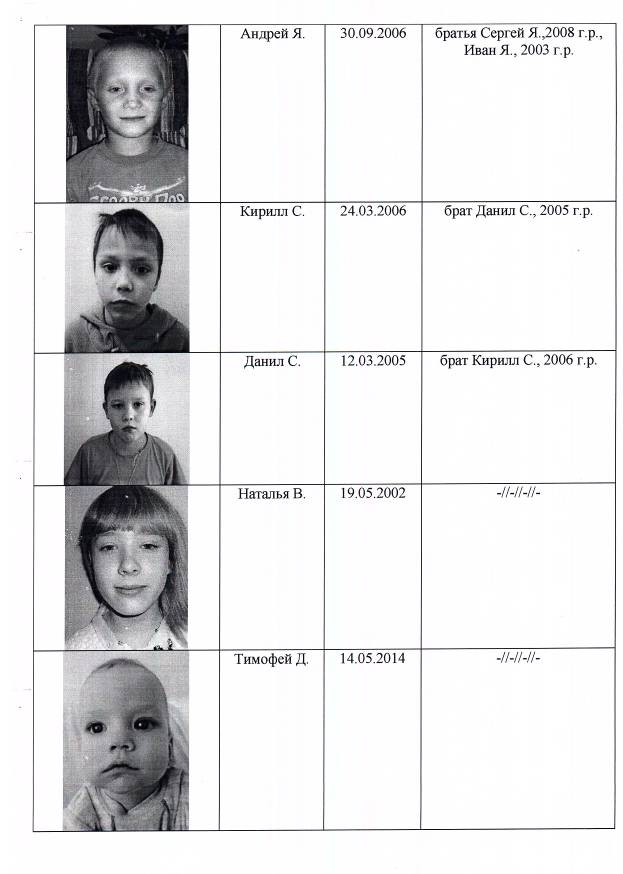 Андрей Я. 30.09.2006 братья Сергей Я.,2008 г.р.,
Иван Я., 2003 г.р.
Кирилл С. 24.03.2006 брат Данил С., 2005 г.р.
Данил С. 12.03.2005 брат Кирилл С., 2006 г.р.
Наталья В. 19.05.2002 -//-//-//-
Тимофей Д. 14.05.2014 -//-//-//-